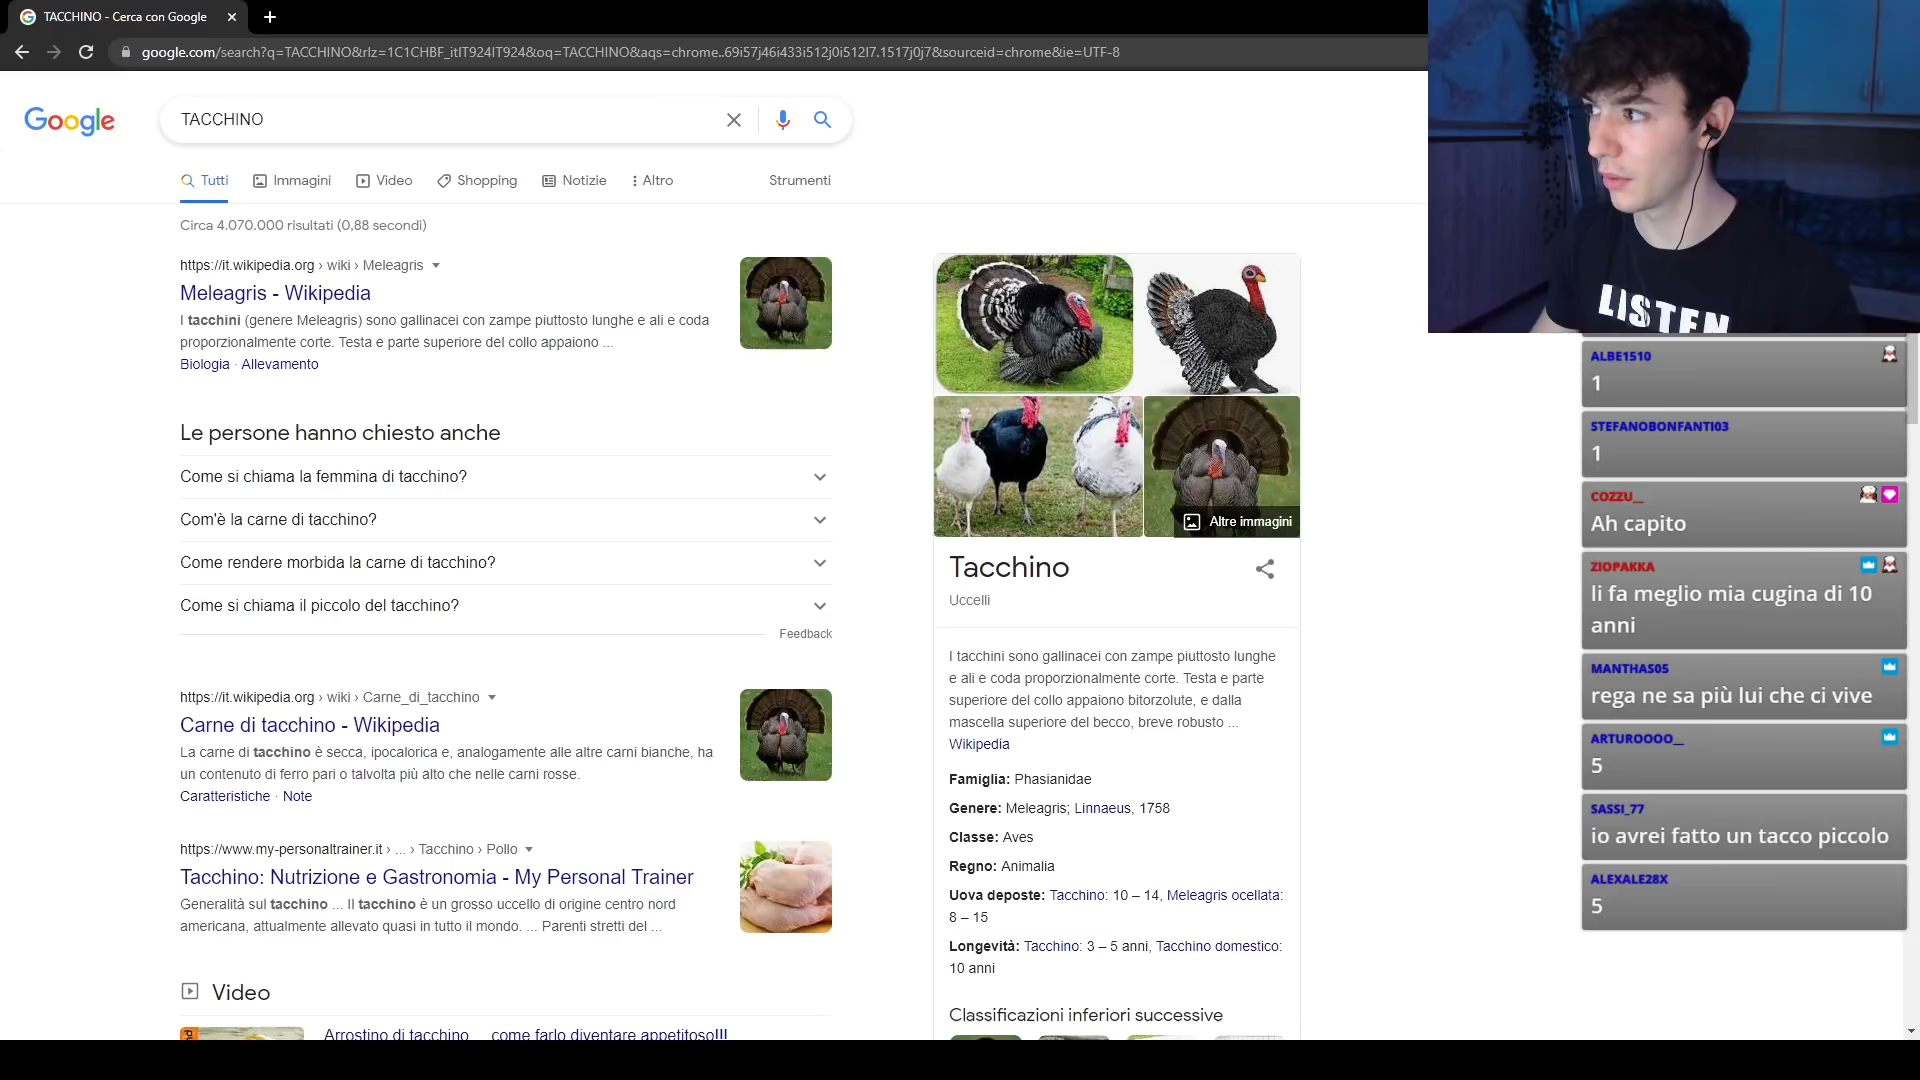 TACCHINO - Cerca con Google
google.com/search?q=TACCHINO&rlz=1C1CHBF_itIT924IT924&oq=TACCHINO&aqs=chrome..69i57j46i433i512j0i512l7.1517j0j7&sourceid=chrome&ie=UTF-8
Google
TACCHINO
Tutti Immagini Video Shopping Notizie Altro Strumenti
Circa 4.070.000 risultati (0,88 secondi)
https://it.wikipedia.org › wiki › Meleagris
Meleagris - Wikipedia
I tacchini (genere Meleagris) sono gallinacei con zampe piuttosto lunghe e ali e coda
proporzionalmente corte. Testa e parte superiore del collo appaiono ...
Biologia · Allevamento
Le persone hanno chiesto anche
Come si chiama la femmina di tacchino?
Com'è la carne di tacchino?
Come rendere morbida la carne di tacchino?
Come si chiama il piccolo del tacchino?
Feedback
https://it.wikipedia.org › wiki › Carne_di_tacchino
Carne di tacchino - Wikipedia
La carne di tacchino è secca, ipocalorica e, analogamente alle altre carni bianche, ha
un contenuto di ferro pari o talvolta più alto che nelle carni rosse.
Caratteristiche · Note
https://www.my-personaltrainer.it › ... › Tacchino › Pollo
Tacchino: Nutrizione e Gastronomia - My Personal Trainer
Generalità sul tacchino ... Il tacchino è un grosso uccello di origine centro nord
americana, attualmente allevato quasi in tutto il mondo. ... Parenti stretti del ...
Video
Arrostino di tacchino come farlo diventare appetitoso!!!
Altre immagini
Tacchino
Uccelli
I tacchini sono gallinacei con zampe piuttosto lunghe
e ali e coda proporzionalmente corte. Testa e parte
superiore del collo appaiono bitorzolute, e dalla
mascella superiore del becco, breve robusto ...
Wikipedia
Famiglia: Phasianidae
Genere: Meleagris; Linnaeus, 1758
Classe: Aves
Regno: Animalia
Uova deposte: Tacchino: 10 – 14, Meleagris ocellata:
8 – 15
Longevità: Tacchino: 3 – 5 anni, Tacchino domestico:
10 anni
Classificazioni inferiori successive
LISTEN
ALBE1510
1
STEFANOBONFANTI03
1
COZZU__
Ah capito
ZIOPAKKA
li fa meglio mia cugina di 10
anni
MANTHAS05
rega ne sa più lui che ci vive
ARTUROOOO__
5
SASSI_77
io avrei fatto un tacco piccolo
ALEXALE28X
5